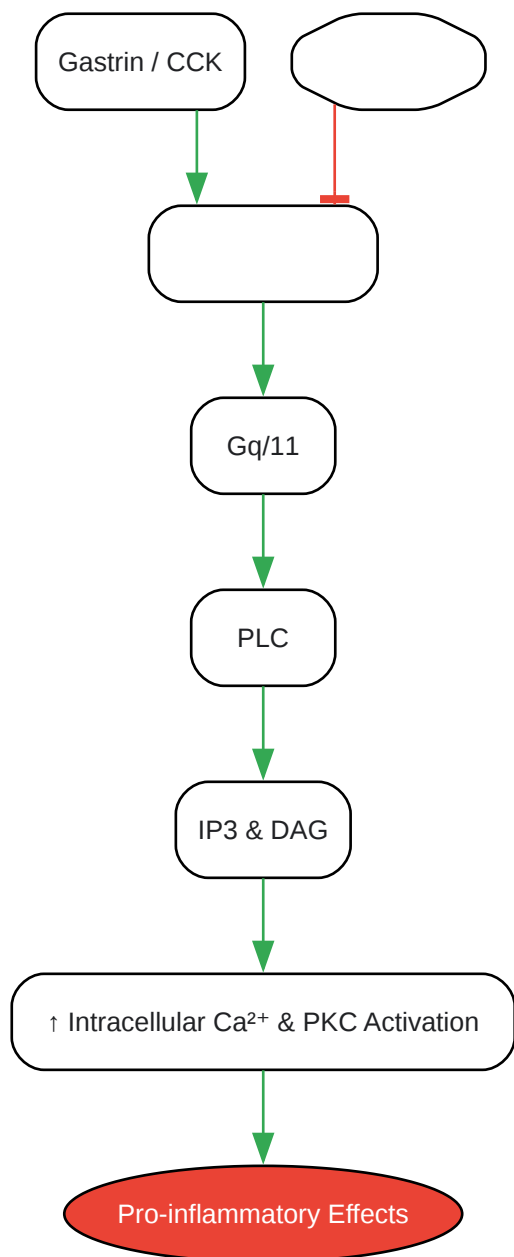 Gastrin / CCK
Gq/11
PLC
IP3 & DAG
↑ Intracellular Ca²⁺ & PKC Activation
Pro-inflammatory Effects